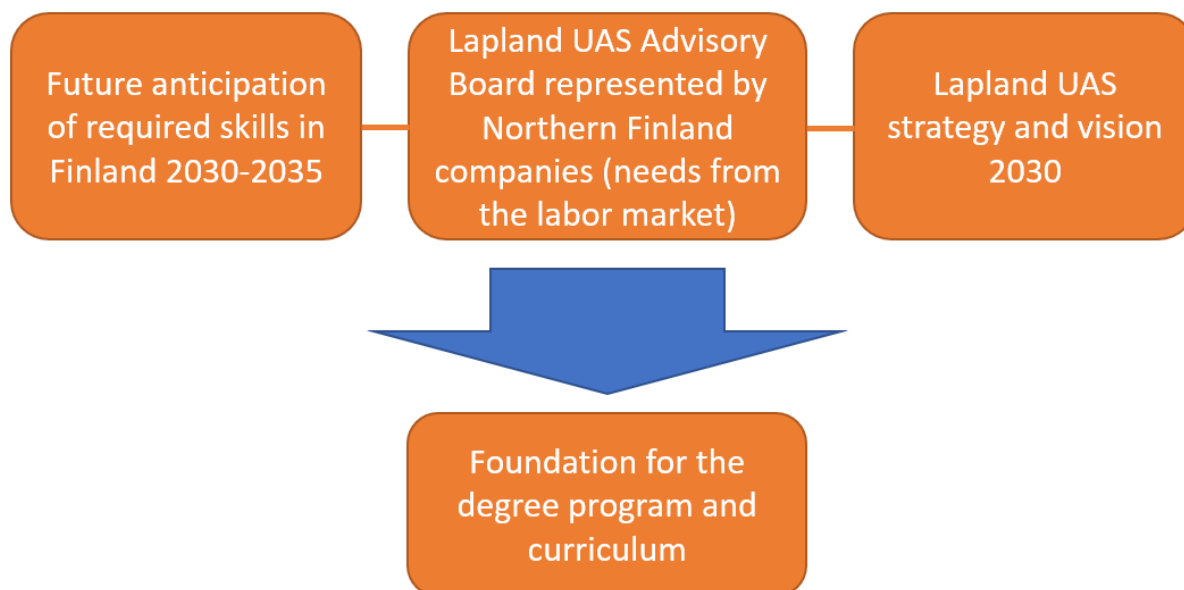 Future anticipation
of required skills in
Finland 2030-2035
Lapland UAS Advisory
Board represented by
Northern Finland
companies (needs from
the labor market)
Lapland UAS
strategy and vision
2030
Foundation for the
degree program and
curriculum